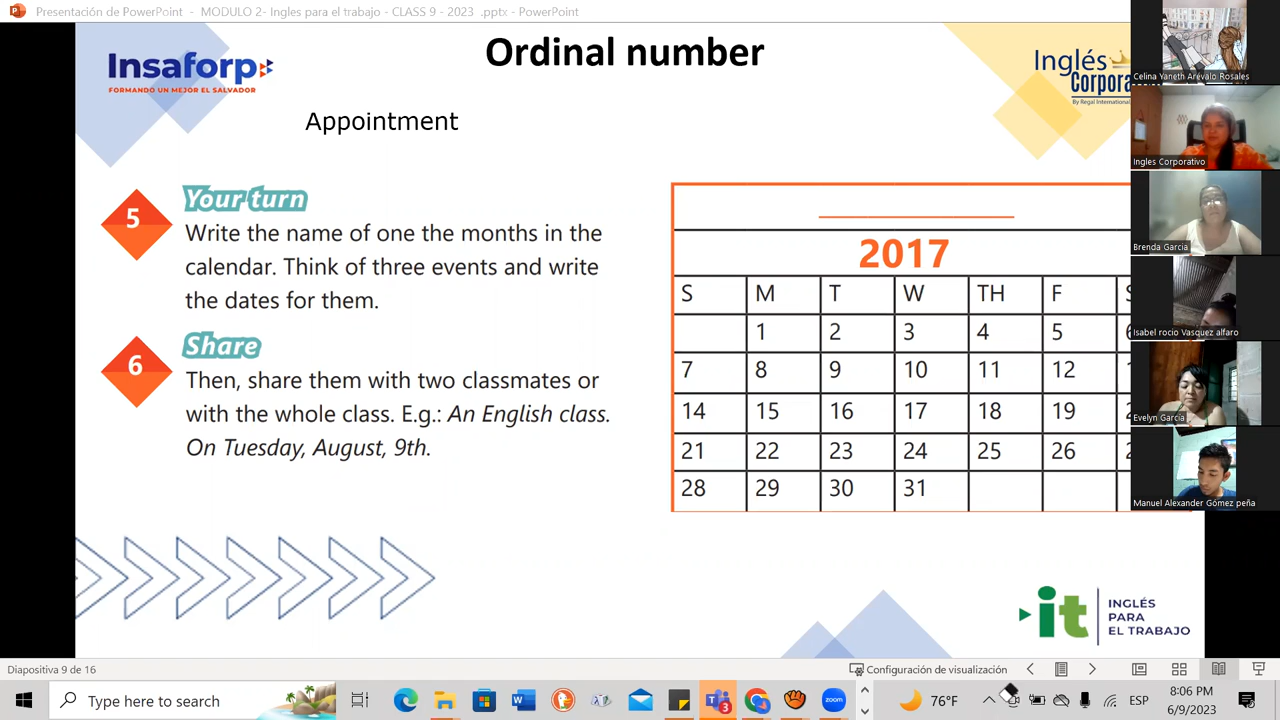 Presentación de PowerPoint - MODULO 2- Ingles para el trabajo - CLASS 9 - 2023 .pptx - PowerPoint
Ordinal number
Insaforp
FORMANDO UN MEJOR EL SALVADOR
Inglés
By Regal International
Appointment
5
Your turn
Write the name of one the months in the
calendar. Think of three events and write
the dates for them.
6
Share
Then, share them with two classmates or
with the whole class. E.g.: An English class.
On Tuesday, August, 9th.
2017
S M T W TH F
1 2 3 4 5
7 8 9 10 11 12
14 15 16 17 18 19
21 22 23 24 25 26
28 29 30 31
Celina Yaneth Arévalo Rosales
Ingles Corporativo
Brenda Garcia
Isabel rocio Vasquez alfaro
Evelyn García
Manuel Alexander Gómez peña
it
INGLÉS
PARA
EL TRABAJO
Diapositiva 9 de 16
Configuración de visualización
Type here to search
3
zoom
76°F
ESP
8:06 PM
6/9/2023